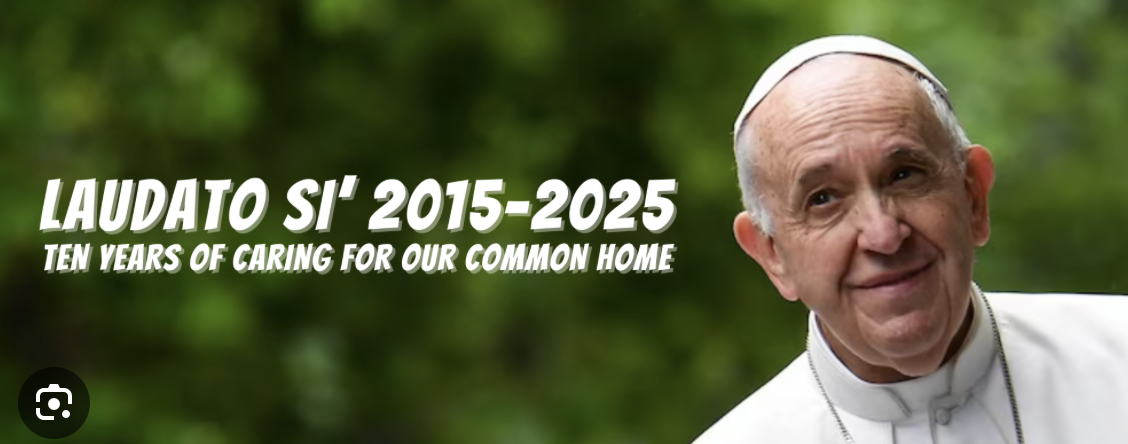 LAUDATO SI' 2015-2025
TEN YEARS OF CARING FOR OUR COMMON HOME